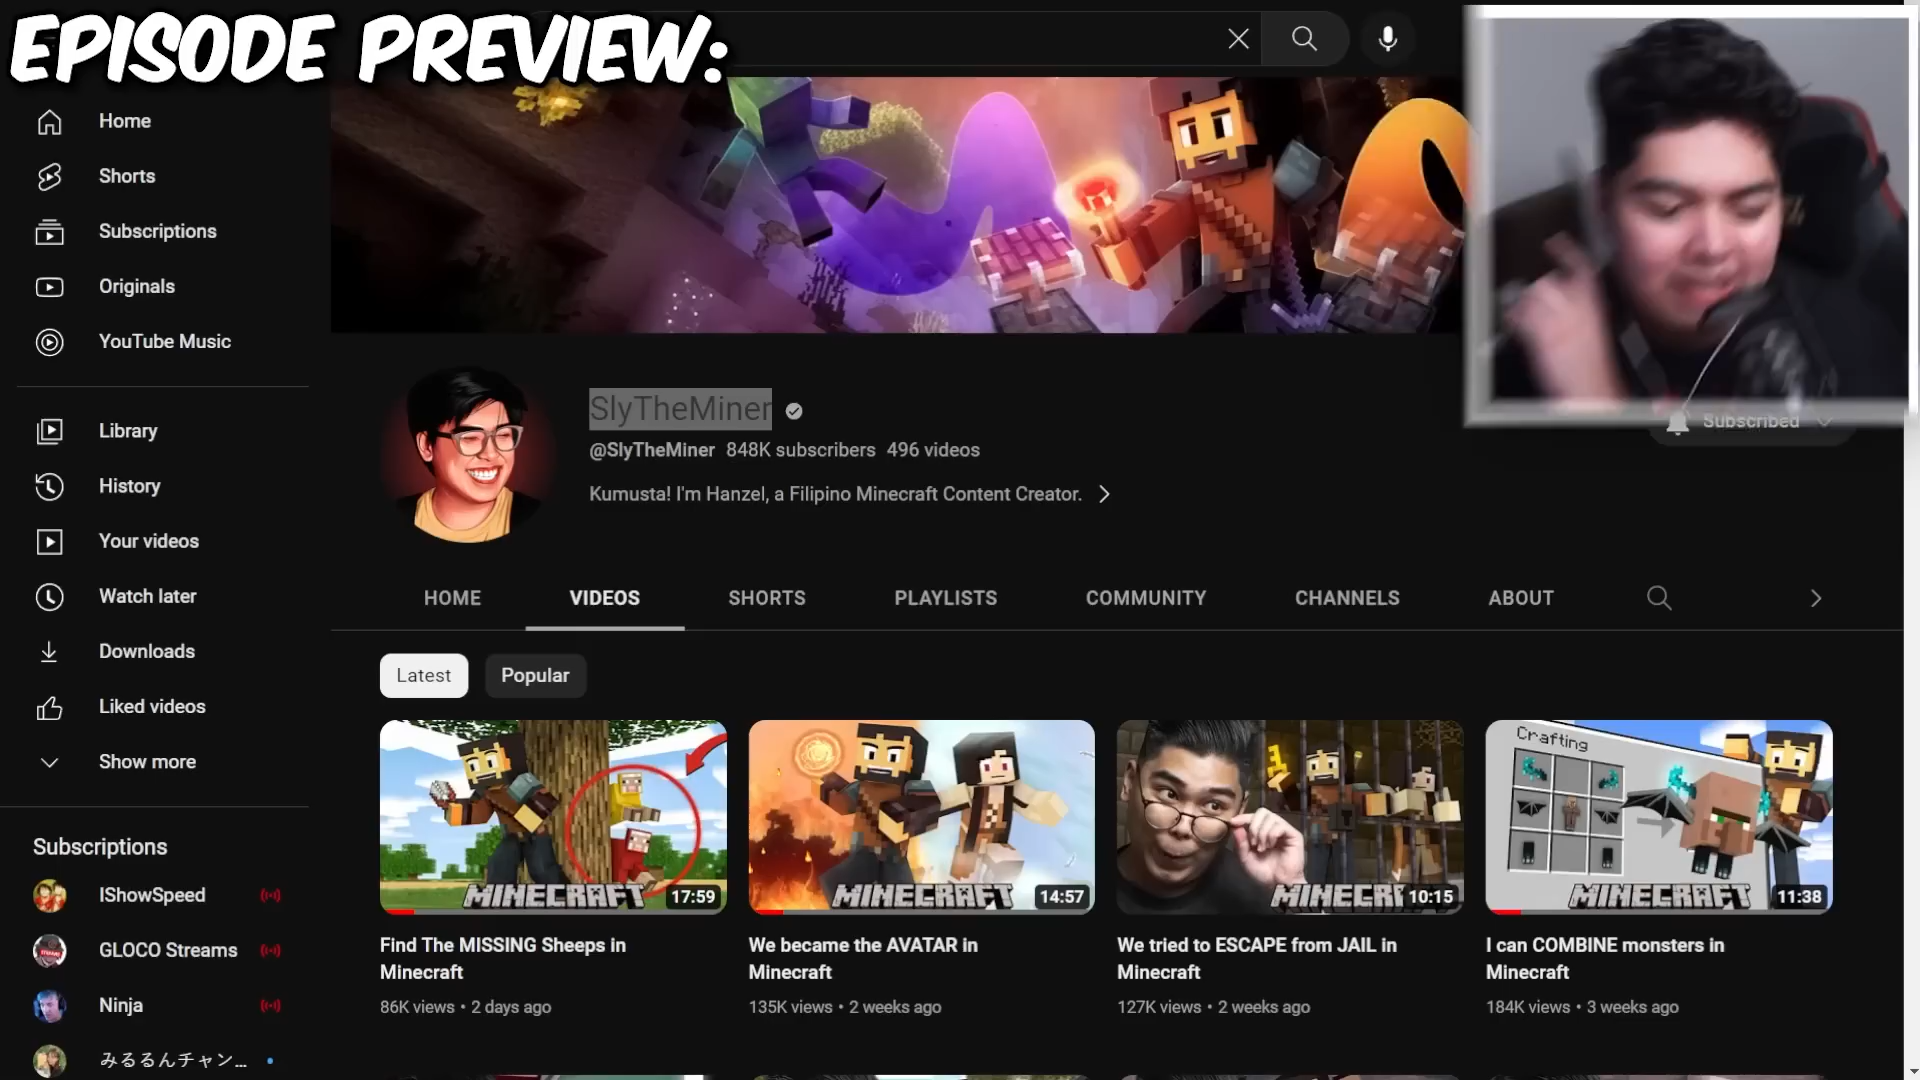 EPISODE PREVIEW:
Home
Shorts
Subscriptions
Originals
YouTube Music
Library
History
Your videos
Watch later
Downloads
Liked videos
Show more
Subscriptions
IShowSpeed
GLOCO Streams
Ninja
みるるんチャン...
SlyTheMiner
@SlyTheMiner 848K subscribers 496 videos
Kumusta! I'm Hanzel, a Filipino Minecraft Content Creator.
Subscribed
HOME VIDEOS SHORTS PLAYLISTS COMMUNITY CHANNELS ABOUT
Latest Popular
MINECRAFT 17:59
Find The MISSING Sheeps in
Minecraft
86K views • 2 days ago
MINECRAFT 14:57
We became the AVATAR in
Minecraft
135K views • 2 weeks ago
MINECRAFT 10:15
We tried to ESCAPE from JAIL in
Minecraft
127K views • 2 weeks ago
Crafting
MINECRAFT 11:38
I can COMBINE monsters in
Minecraft
184K views • 3 weeks ago